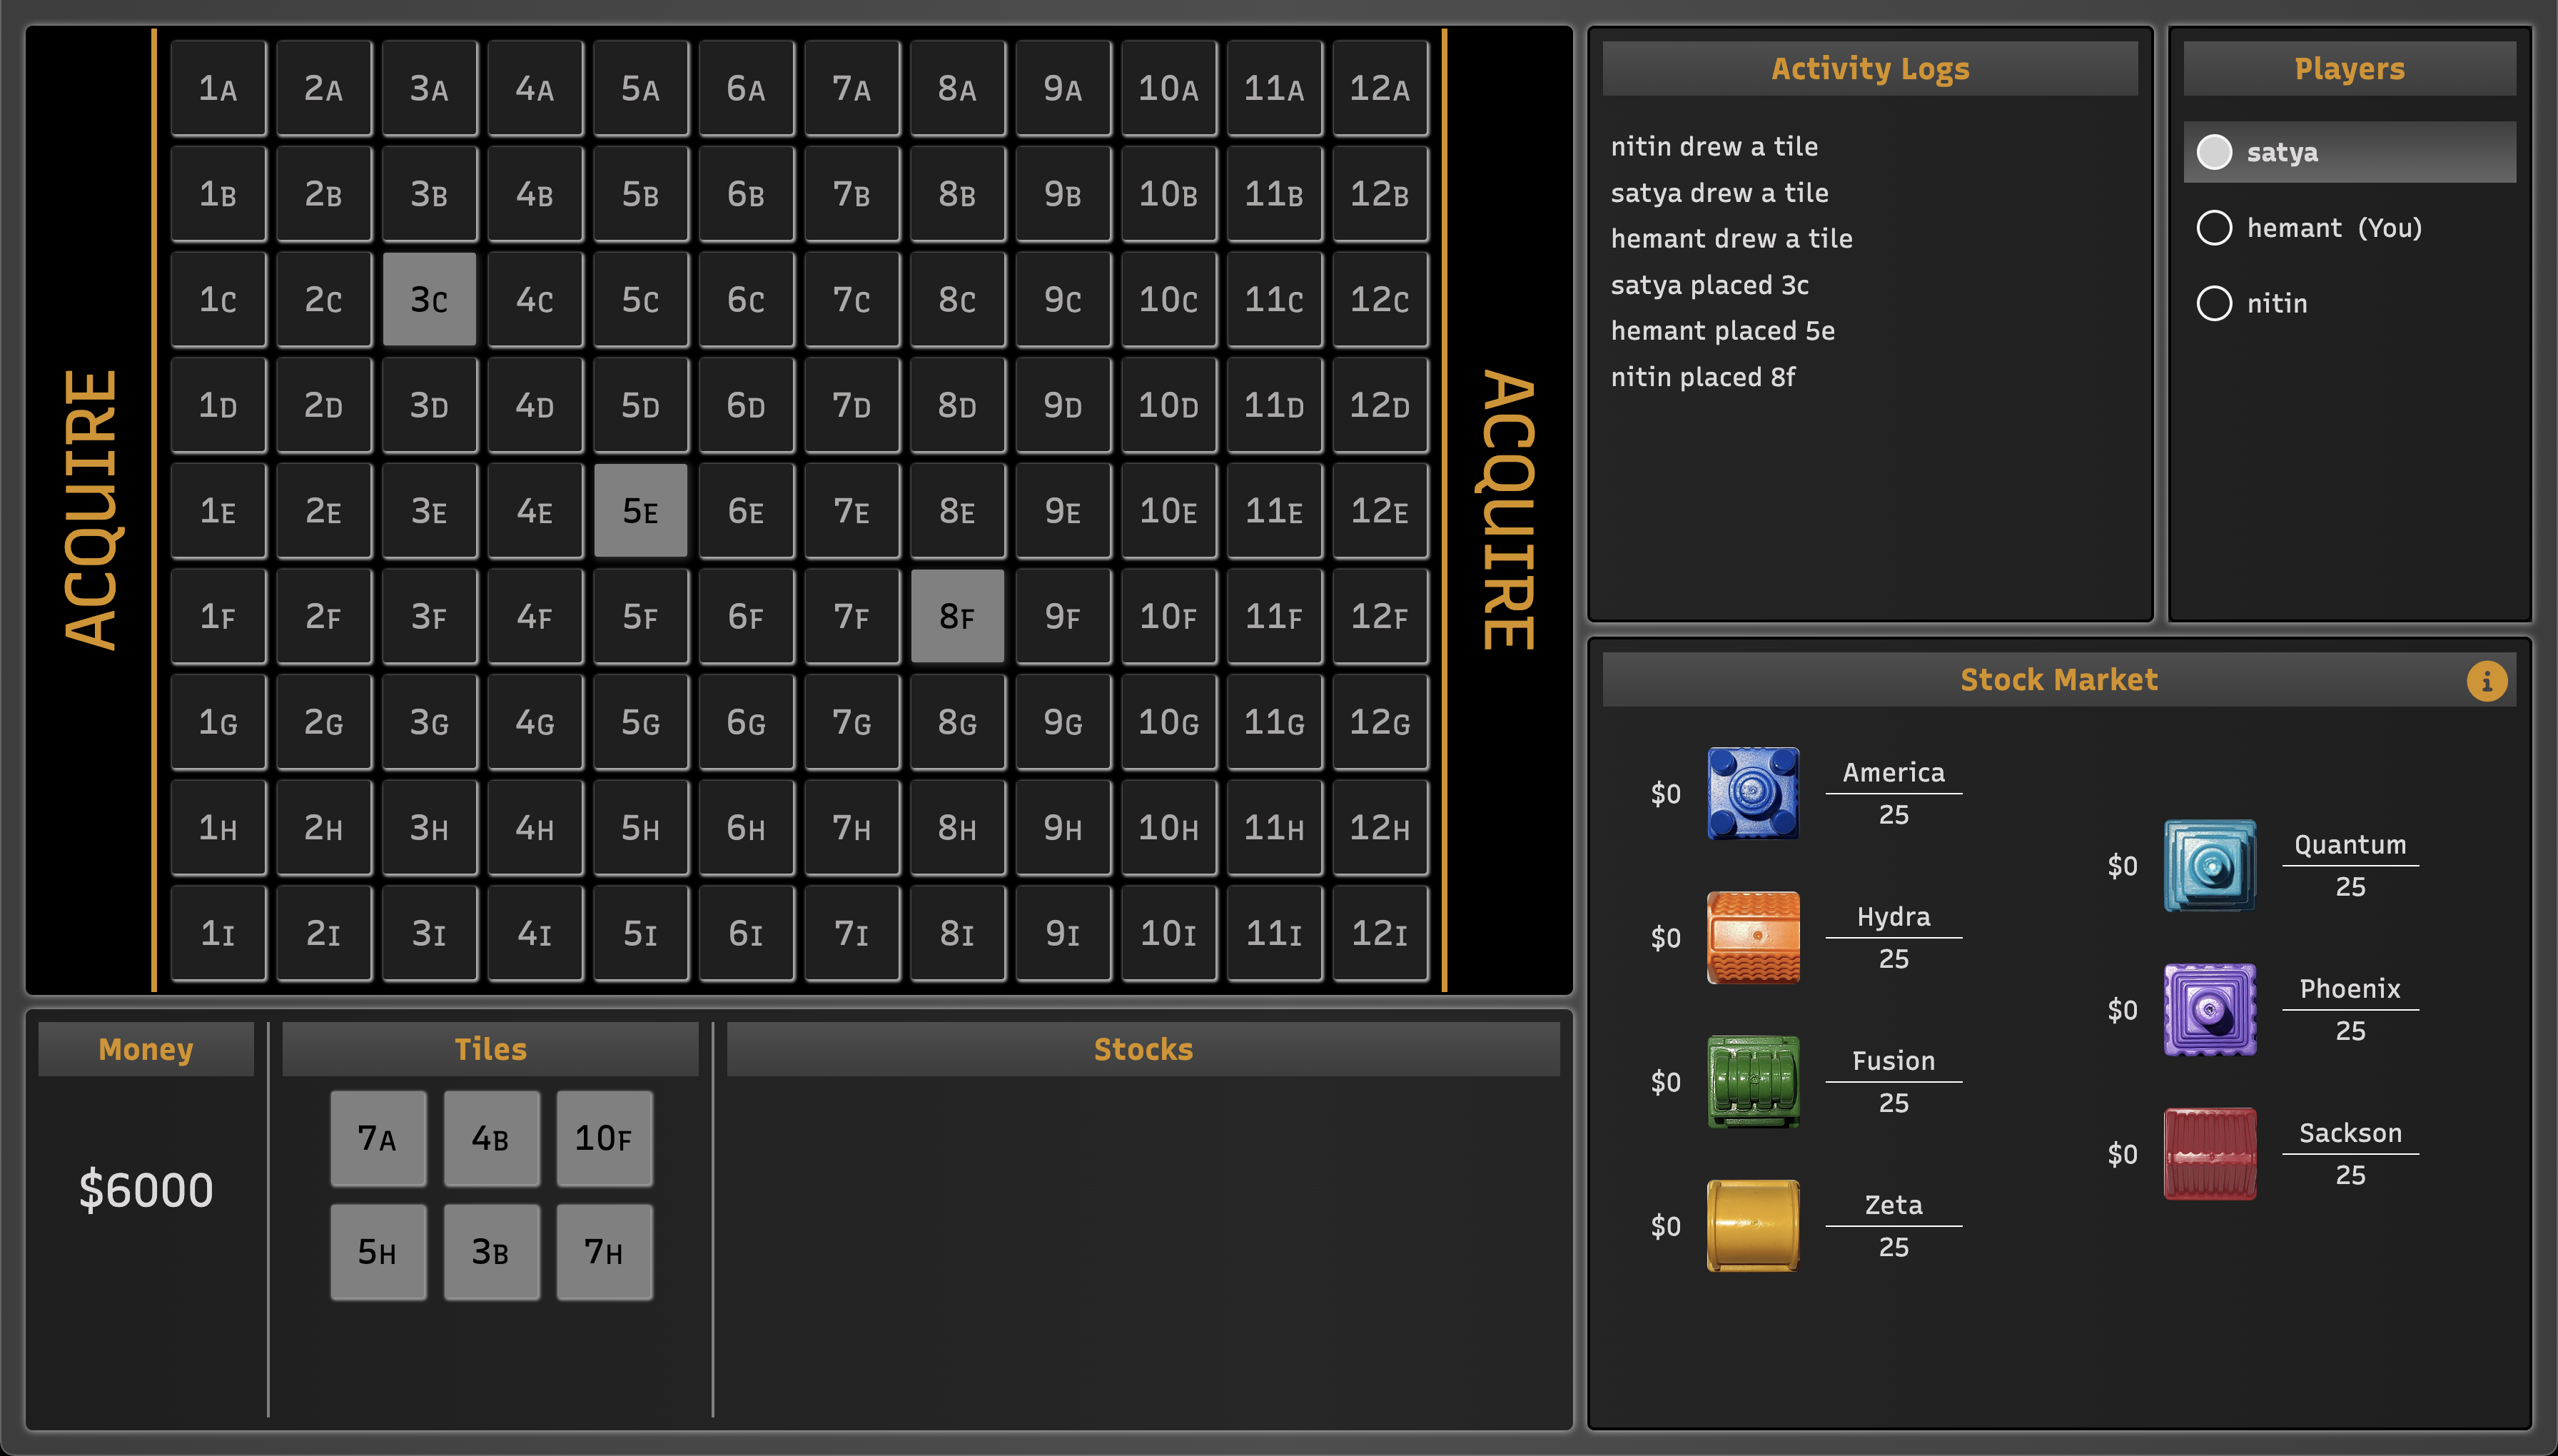 ACQUIRE
1A 2A 3A 4A 5A 6A 7A 8A 9A 10A 11A 12A
1B 2B 3B 4B 5B 6B 7B 8B 9B 10B 11B 12B
1C 2C 3C 4C 5C 6C 7C 8C 9C 10C 11C 12C
1D 2D 3D 4D 5D 6D 7D 8D 9D 10D 11D 12D
1E 2E 3E 4E 5E 6E 7E 8E 9E 10E 11E 12E
1F 2F 3F 4F 5F 6F 7F 8F 9F 10F 11F 12F
1G 2G 3G 4G 5G 6G 7G 8G 9G 10G 11G 12G
1H 2H 3H 4H 5H 6H 7H 8H 9H 10H 11H 12H
1I 2I 3I 4I 5I 6I 7I 8I 9I 10I 11I 12I
ACQUIRE
Activity Logs
nitin drew a tile
satya drew a tile
hemant drew a tile
satya placed 3c
hemant placed 5e
nitin placed 8f
Players
satya
hemant (You)
nitin
Money
$6000
Tiles
7A 4B 10F
5H 3B 7H
Stocks
Stock Market
i
$0 America
25
$0 Hydra
25
$0 Fusion
25
$0 Zeta
25
$0 Quantum
25
$0 Phoenix
25
$0 Sackson
25